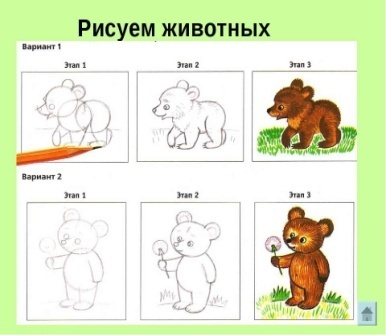 Рисуем животных
Вариант 1
Этап 1 Этап 2 Этап 3
Вариант 2
Этап 1 Этап 2 Этап 3